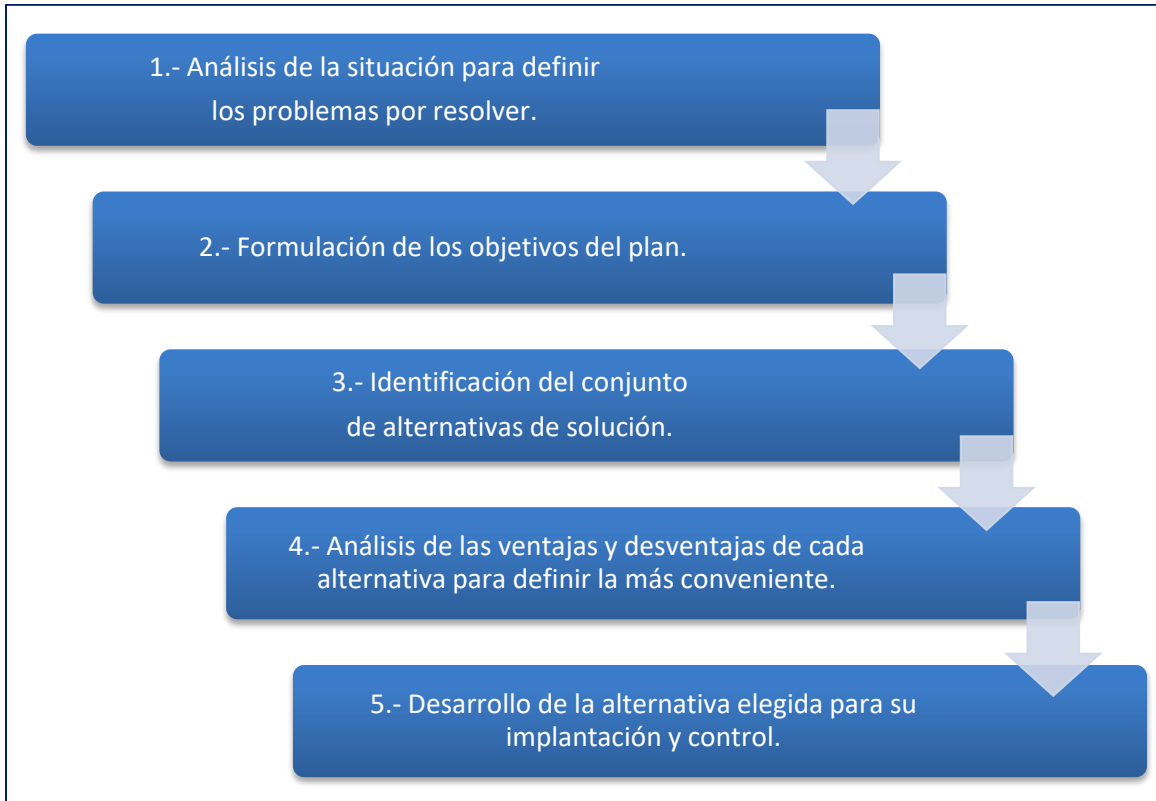 1.- Análisis de la situación para definir
los problemas por resolver.
2.- Formulación de los objetivos del plan.
3.- Identificación del conjunto
de alternativas de solución.
4.- Análisis de las ventajas y desventajas de cada
alternativa para definir la más conveniente.
5.- Desarrollo de la alternativa elegida para su
implantación y control.